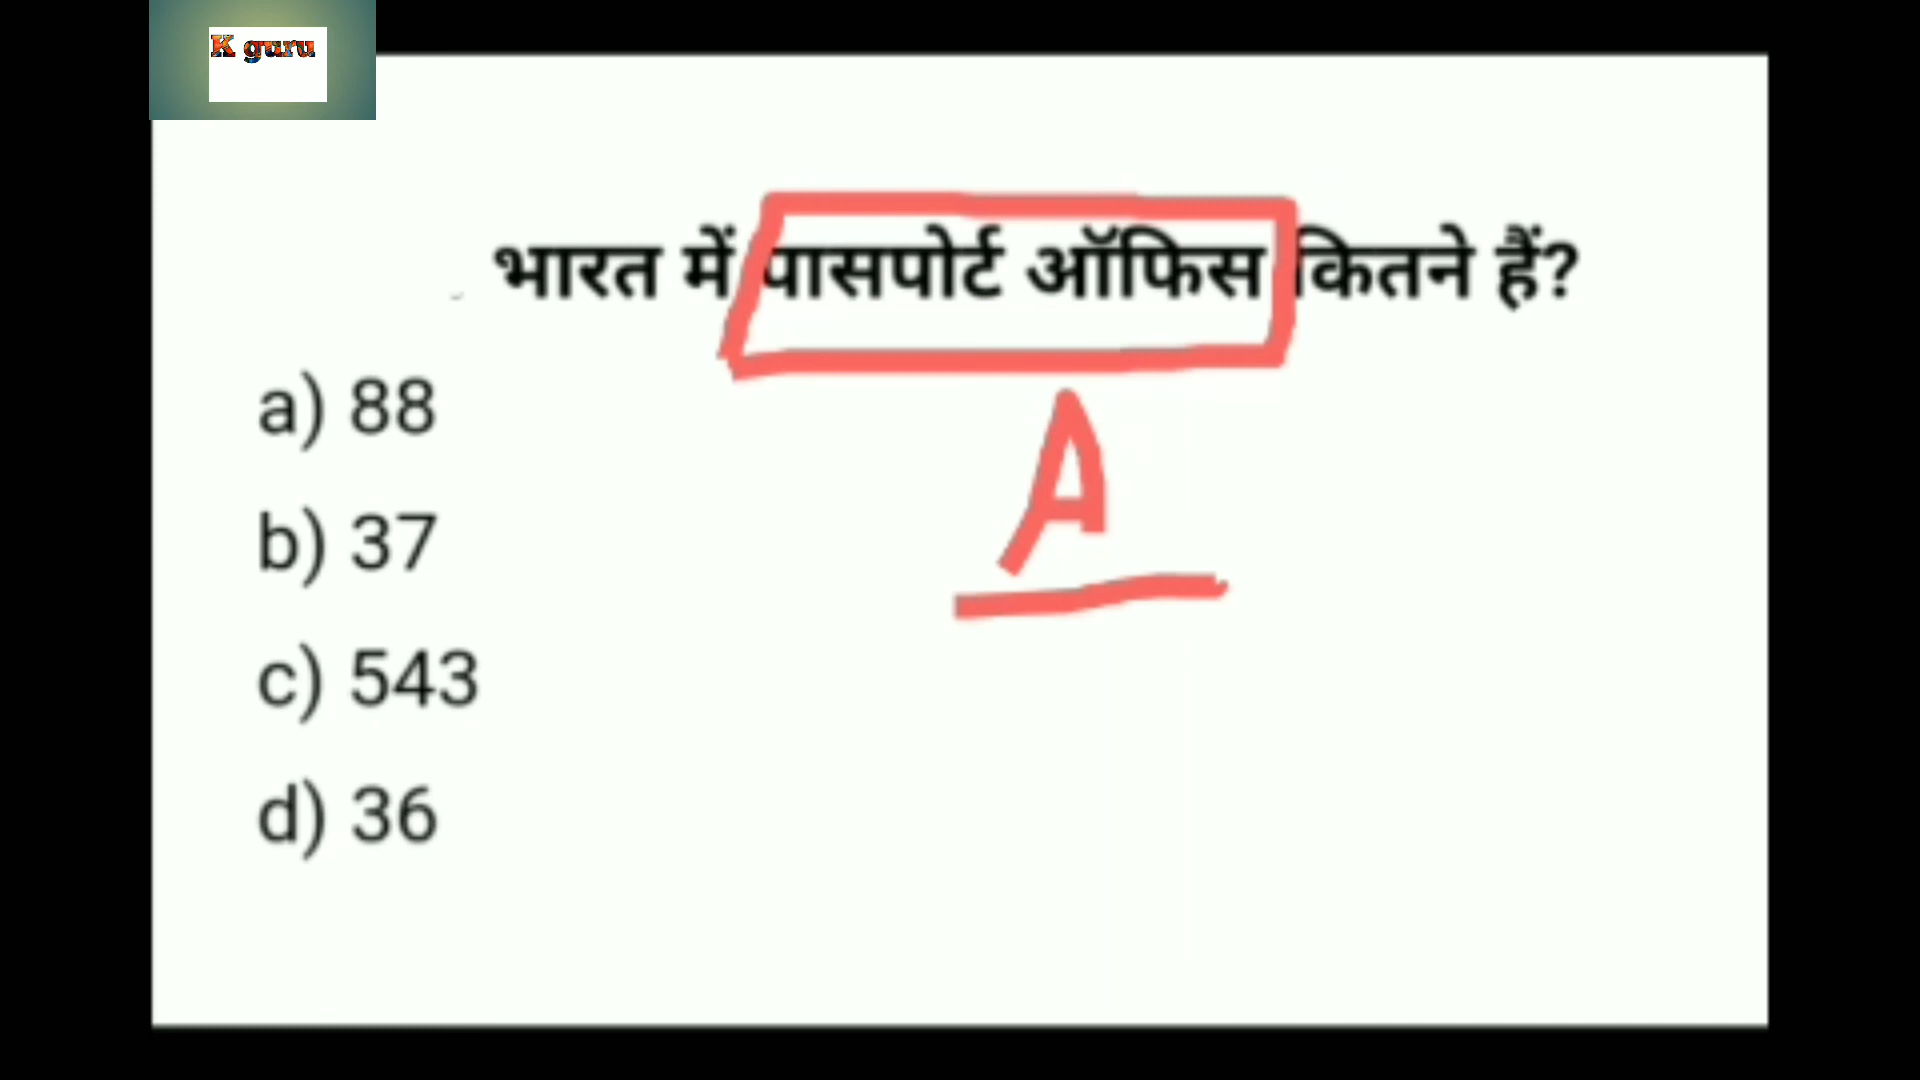 K guru
भारत में पासपोर्ट ऑफिस कितने हैं?
a) 88
A
b) 37
c) 543
d) 36